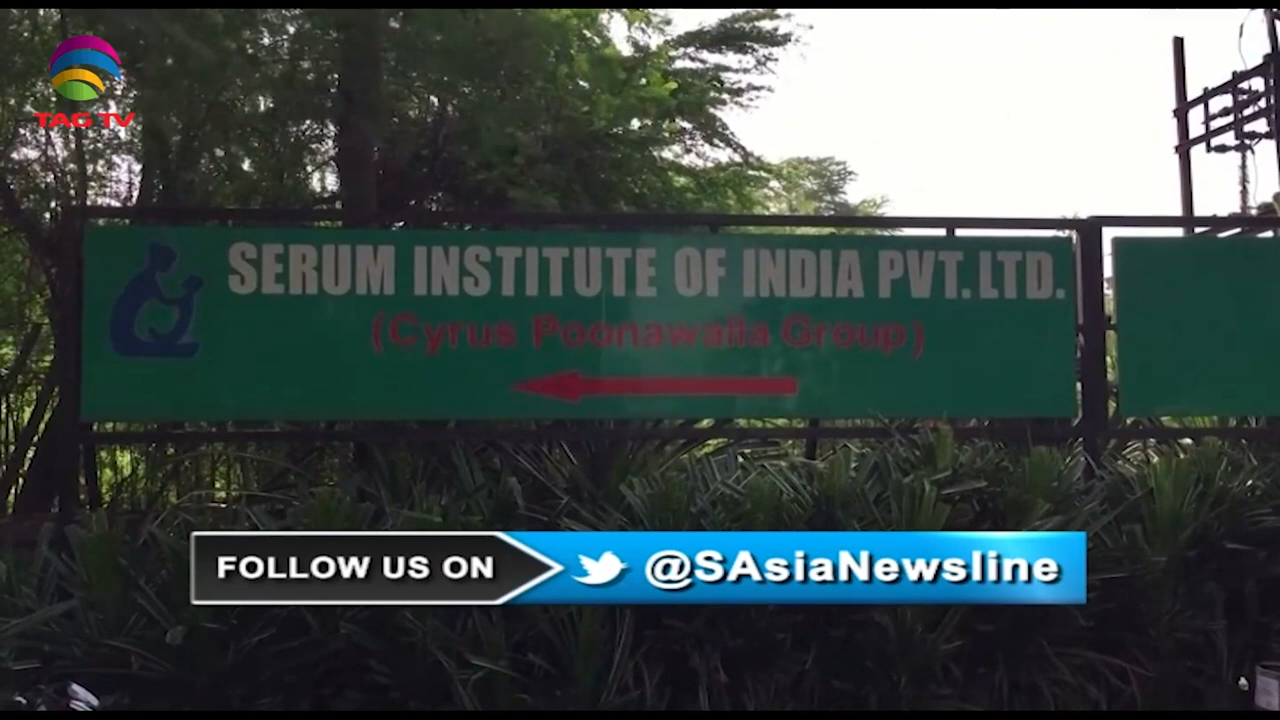 TAG TV
SERUM INSTITUTE OF INDIA PVT.LTD.
(Cyrus Poonawalla Group)
FOLLOW US ON @SAsiaNewsline